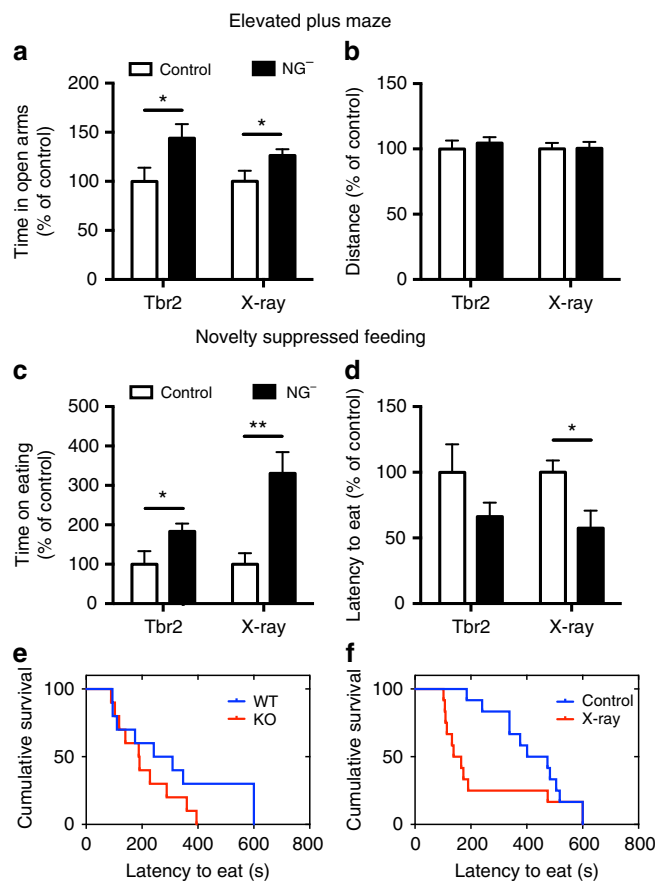 Elevated plus maze
a
Control
NG⁻
Time in open arms
(% of control)
200
150
100
50
0
*
*
Tbr2
X-ray
b
Distance (% of control)
150
100
50
0
Tbr2
X-ray
Novelty suppressed feeding
c
Control
NG⁻
Time on eating
(% of control)
500
400
300
200
100
0
*
**
Tbr2
X-ray
d
Latency to eat (% of control)
150
100
50
0
*
Tbr2
X-ray
e
Cumulative survival
100
50
0
WT
KO
0 200 400 600 800
Latency to eat (s)
f
Cumulative survival
100
50
0
Control
X-ray
0 200 400 600 800
Latency to eat (s)